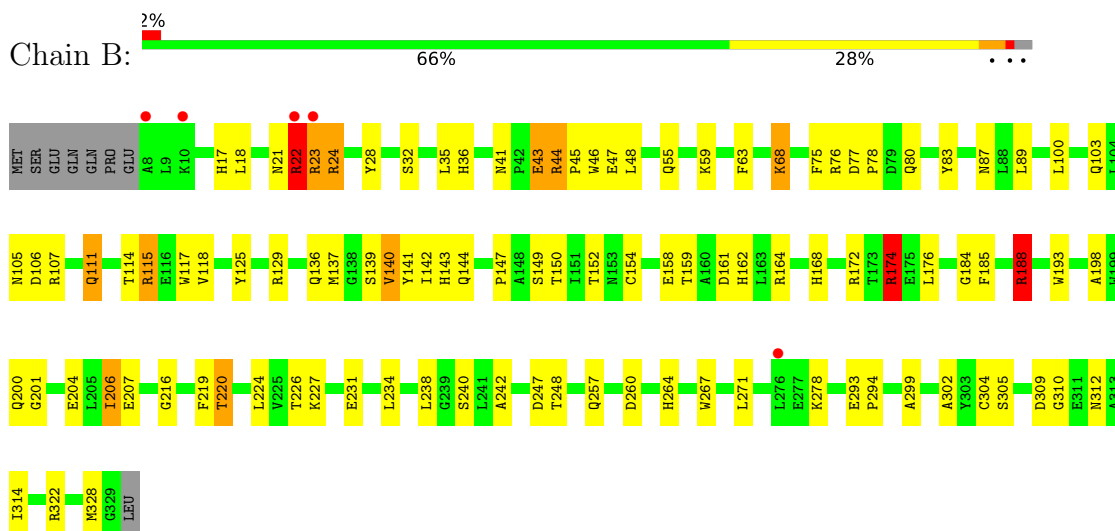 2%
Chain B:
66% 28% • • •
MET SER GLU GLN GLN PRO GLU A8 L9 K10 H17 L18 N21 R22 R23 R24 Y28 S32 L35 H36 N41 P42 E43 R44 P45 W46 E47 L48 Q55 K59 F63 K68 F75 R76 D77 P78 D79 Q80 Y83 N87 L88 L89 L100 Q103 L104
N105 D106 R107 Q111 T114 R115 E116 W117 V118 Y125 R129 Q136 M137 G138 S139 V140 Y141 I142 H143 Q144 P147 A148 S149 T150 I151 T152 N153 C154 E158 T159 A160 D161 H162 L163 R164 H168 R172 T173 R174 E175 L176 G184 F185 R188 W193 A198 W199
Q200 G201 E204 L205 I206 E207 G216 F219 T220 L224 V225 T226 K227 E231 L234 L238 G239 S240 L241 A242 D247 T248 Q257 D260 H264 W267 L271 L276 E277 K278 E293 P294 A299 A302 Y303 C304 S305 D309 G310 E311 N312 A313
I314 R322 M328 G329 LEU